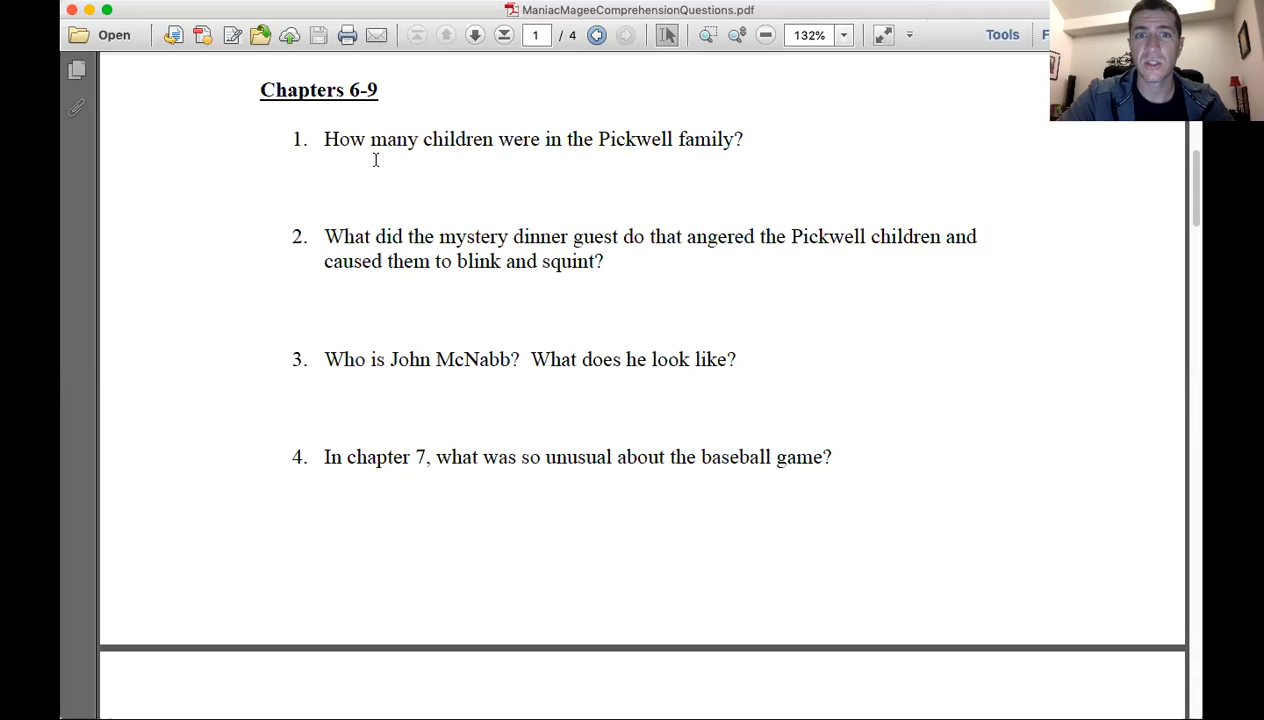 ManiacMageeComprehensionQuestions.pdf
Open 1 / 4 132% Tools F
Chapters 6-9
1. How many children were in the Pickwell family?
2. What did the mystery dinner guest do that angered the Pickwell children and
caused them to blink and squint?
3. Who is John McNabb? What does he look like?
4. In chapter 7, what was so unusual about the baseball game?